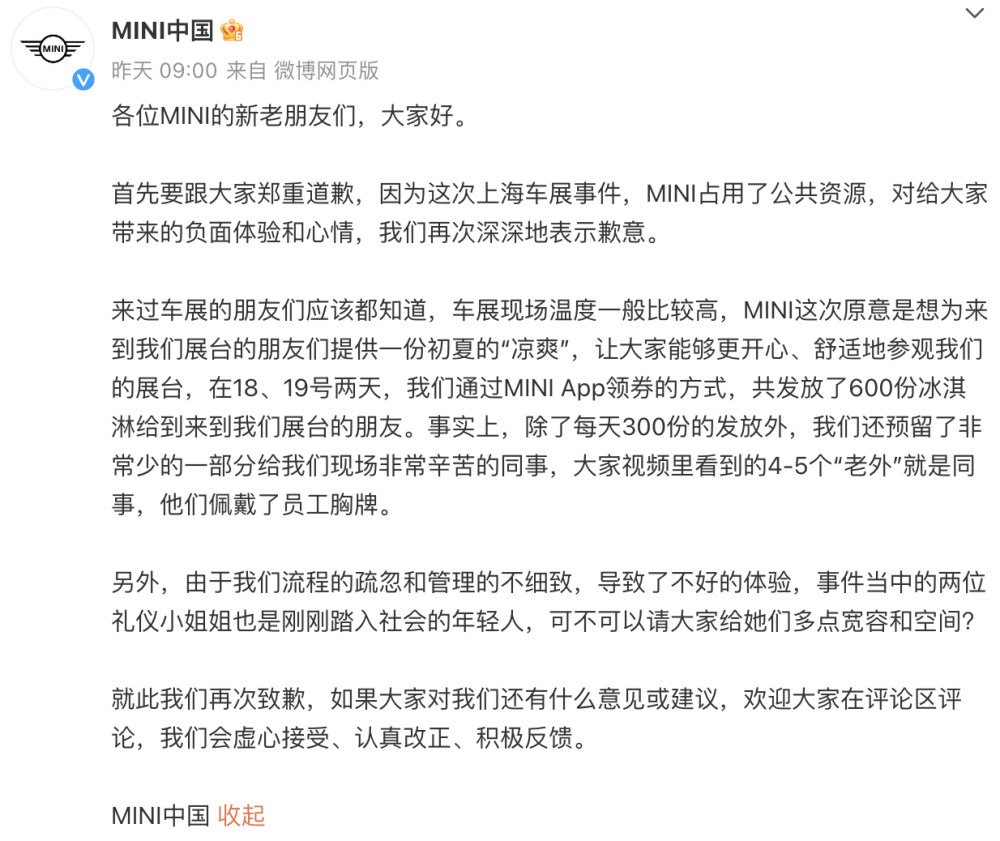 MINI中国
MINI
昨天 09:00 来自 微博网页版
各位MINI的新老朋友们，大家好。
首先要跟大家郑重道歉，因为这次上海车展事件，MINI占用了公共资源，对给大家
带来的负面体验和心情，我们再次深深地表示歉意。
来过车展的朋友们应该都知道，车展现场温度一般比较高，MINI这次原意是想为来
到我们展台的朋友们提供一份初夏的“凉爽”，让大家能够更开心、舒适地参观我们
的展台，在18、19号两天，我们通过MINI App领券的方式，共发放了600份冰淇
淋给到来到我们展台的朋友。事实上，除了每天300份的发放外，我们还预留了非
常少的一部分给我们现场非常辛苦的同事，大家视频里看到的4-5个“老外”就是同
事，他们佩戴了员工胸牌。
另外，由于我们流程的疏忽和管理的不细致，导致了不好的体验，事件当中的两位
礼仪小姐姐也是刚刚踏入社会的年轻人，可不可以请大家给她们多点宽容和空间？
就此我们再次致歉，如果大家对我们还有什么意见或建议，欢迎大家在评论区评
论，我们会虚心接受、认真改正、积极反馈。
MINI中国 收起